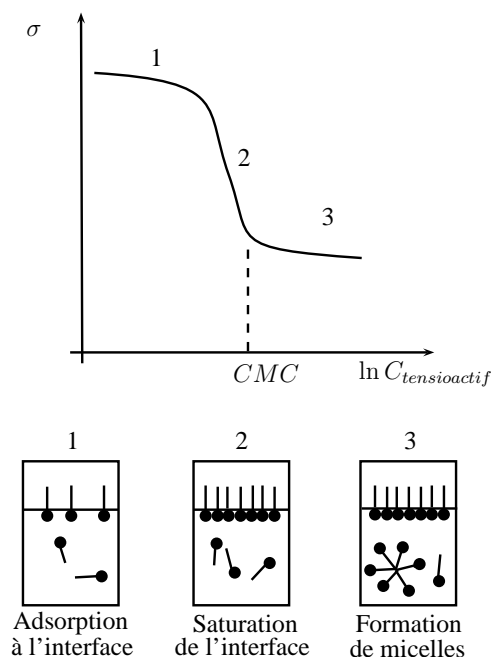 σ
1
2
3
CMC
ln C_tensioactif
1 2 3
Adsorption
à l'interface
Saturation
de l'interface
Formation
de micelles